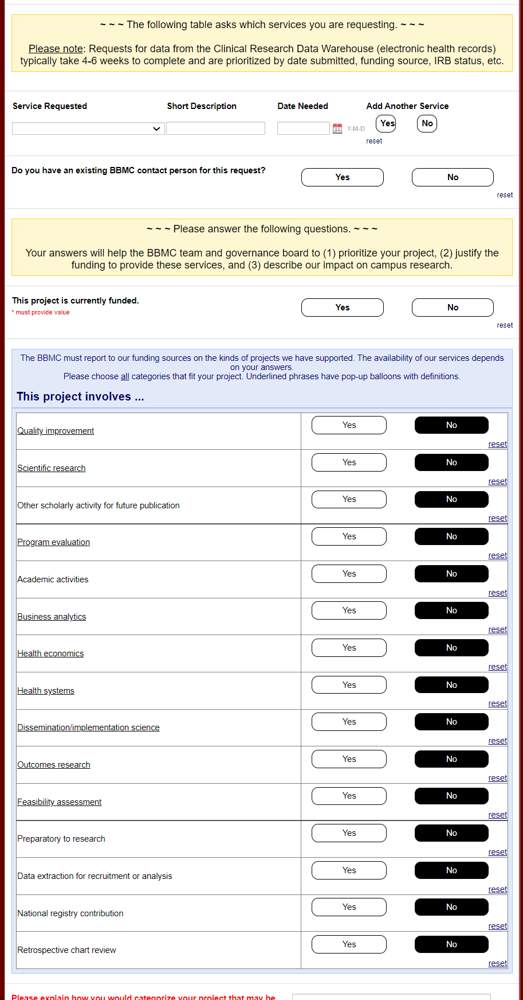 ~ ~ ~ The following table asks which services you are requesting. ~ ~ ~
Please note: Requests for data from the Clinical Research Data Warehouse (electronic health records)
typically take 4-6 weeks to complete and are prioritized by date submitted, funding source, IRB status, etc.
Service Requested Short Description Date Needed Add Another Service
31 Y-M-D Yes No
reset
Do you have an existing BBMC contact person for this request?
Yes No
reset
~ ~ ~ Please answer the following questions. ~ ~ ~
Your answers will help the BBMC team and governance board to (1) prioritize your project, (2) justify the
funding to provide these services, and (3) describe our impact on campus research.
This project is currently funded.
* must provide value
Yes No
reset
The BBMC must report to our funding sources on the kinds of projects we have supported. The availability of our services depends
on your answers.
Please choose all categories that fit your project. Underlined phrases have pop-up balloons with definitions.
This project involves ...
Quality improvement Yes No
reset
Scientific research Yes No
reset
Other scholarly activity for future publication Yes No
reset
Program evaluation Yes No
reset
Academic activities Yes No
reset
Business analytics Yes No
reset
Health economics Yes No
reset
Health systems Yes No
reset
Dissemination/implementation science Yes No
reset
Outcomes research Yes No
reset
Feasibility assessment Yes No
reset
Preparatory to research Yes No
reset
Data extraction for recruitment or analysis Yes No
reset
National registry contribution Yes No
reset
Retrospective chart review Yes No
reset
Please explain how you would categorize your project that may be